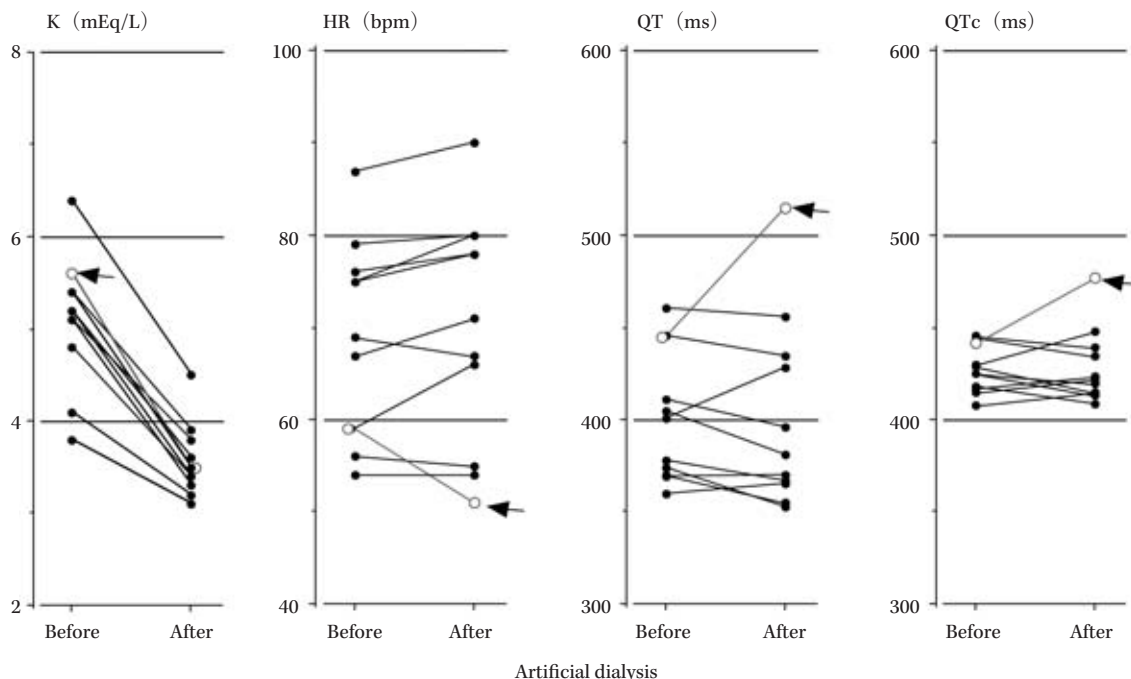 K (mEq/L)
8
6
4
2
Before After
HR (bpm)
100
80
60
40
Before After
QT (ms)
600
500
400
300
Before After
QTc (ms)
600
500
400
300
Before After
Artificial dialysis